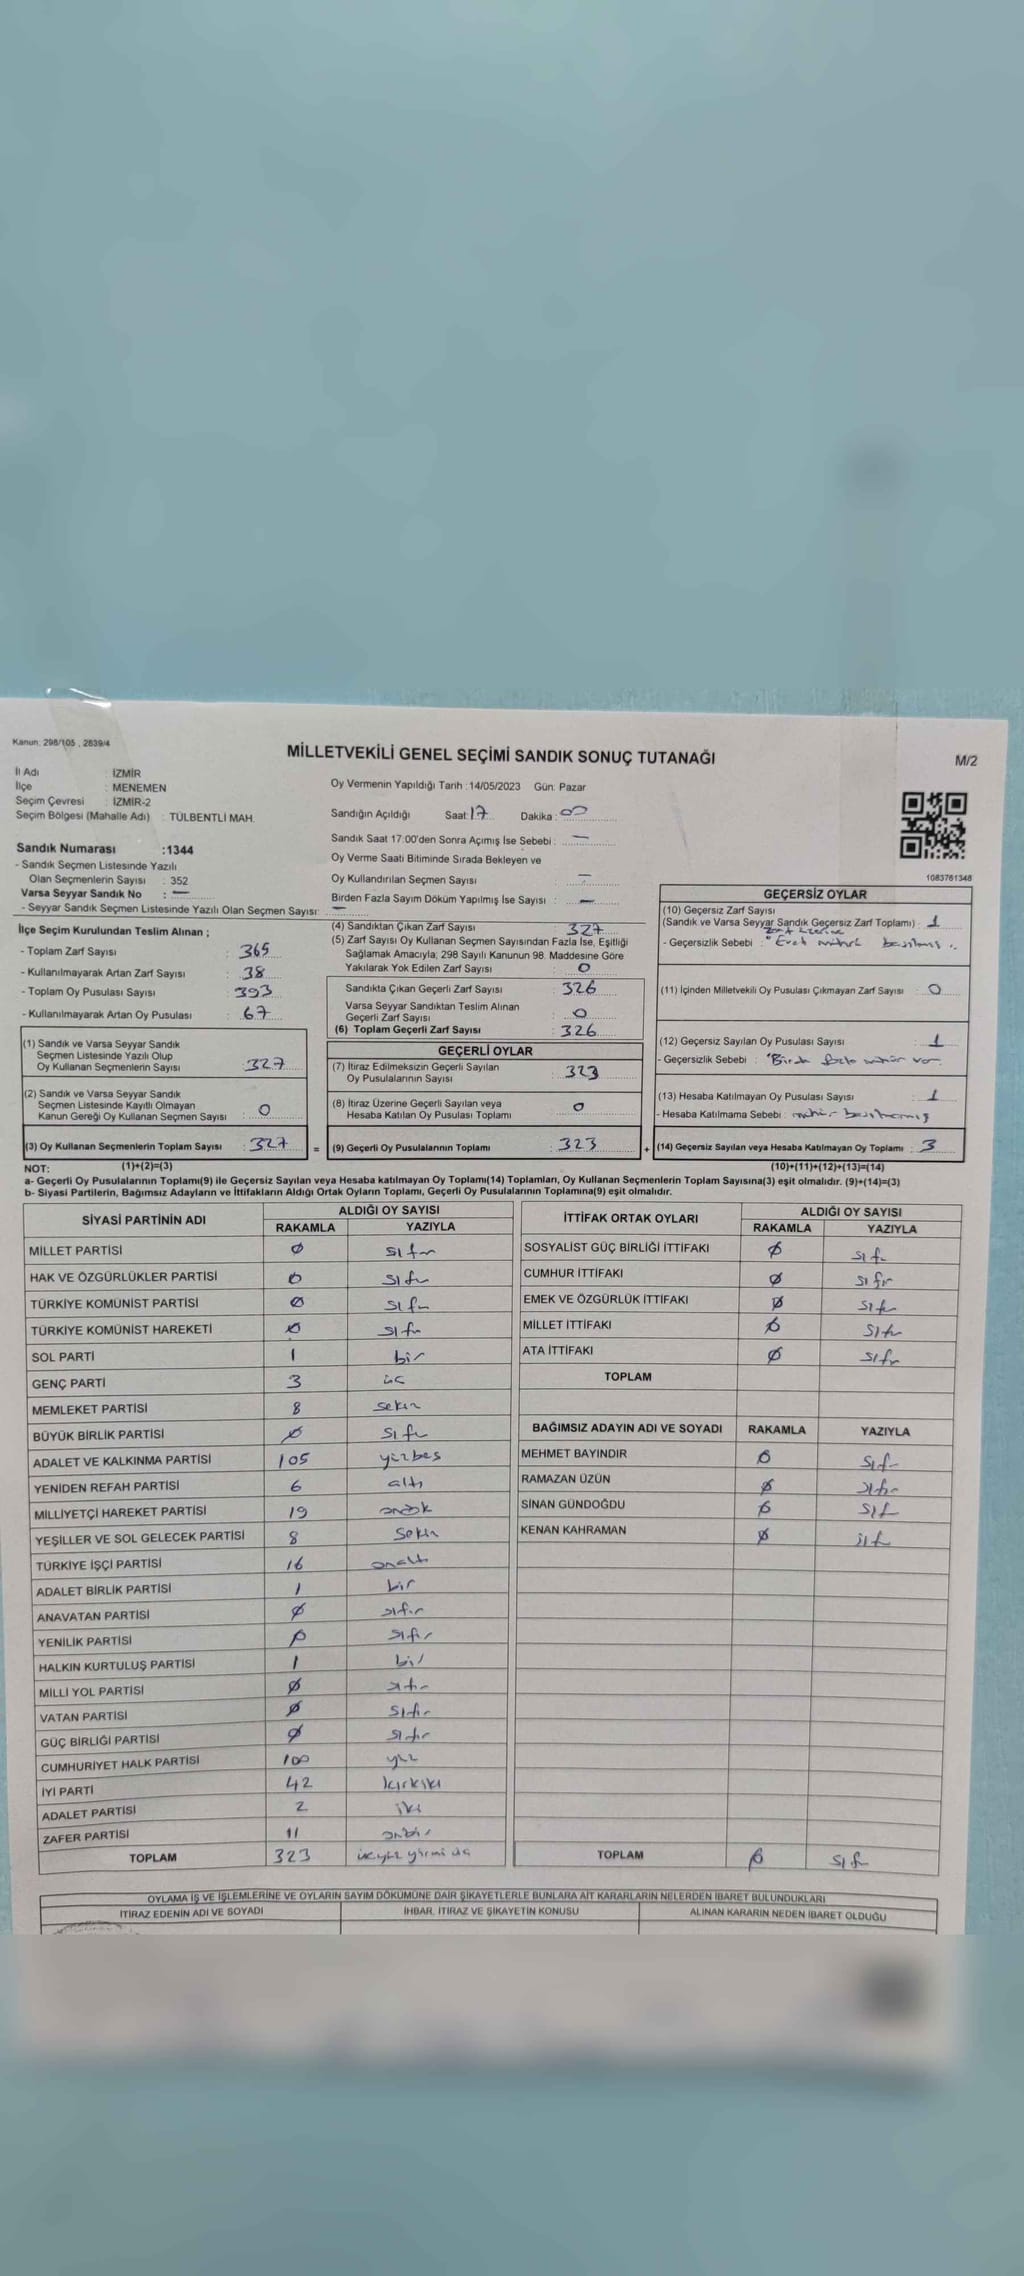 Kanun: 298/105 , 2839/4
MİLLETVEKİLİ GENEL SEÇİMİ SANDIK SONUÇ TUTANAĞI
M/2
İl Adı : İZMİR
İlçe : MENEMEN
Seçim Çevresi : İZMİR-2
Seçim Bölgesi (Mahalle Adı) : TÜLBENTLİ MAH.
Sandık Numarası :1344
- Sandık Seçmen Listesinde Yazılı
Olan Seçmenlerin Sayısı : 352
Varsa Seyyar Sandık No : —
- Seyyar Sandık Seçmen Listesinde Yazılı Olan Seçmen Sayısı: —
Oy Vermenin Yapıldığı Tarih :14/05/2023 Gün: Pazar
Sandığın Açıldığı Saat:17 Dakika: 00
Sandık Saat 17:00'den Sonra Açımış İse Sebebi : —
Oy Verme Saati Bitiminde Sırada Bekleyen ve
Oy Kullandırılan Seçmen Sayısı : —
Birden Fazla Sayım Döküm Yapılmış İse Sayısı : —
1083761348
İlçe Seçim Kurulundan Teslim Alınan ;
- Toplam Zarf Sayısı : 365
- Kullanılmayarak Artan Zarf Sayısı : 38
- Toplam Oy Pusulası Sayısı : 393
- Kullanılmayarak Artan Oy Pusulası : 67
(1) Sandık ve Varsa Seyyar Sandık
Seçmen Listesinde Yazılı Olup
Oy Kullanan Seçmenlerin Sayısı : 327
(2) Sandık ve Varsa Seyyar Sandık
Seçmen Listesinde Kayıtlı Olmayan
Kanun Gereği Oy Kullanan Seçmen Sayısı : 0
(3) Oy Kullanan Seçmenlerin Toplam Sayısı : 327 =
(4) Sandıktan Çıkan Zarf Sayısı : 327
(5) Zarf Sayısı Oy Kullanan Seçmen Sayısından Fazla İse, Eşitliği
Sağlamak Amacıyla, 298 Sayılı Kanunun 98. Maddesine Göre
Yakılarak Yok Edilen Zarf Sayısı : 0
Sandıkta Çıkan Geçerli Zarf Sayısı : 326
Varsa Seyyar Sandıktan Teslim Alınan
Geçerli Zarf Sayısı : 0
(6) Toplam Geçerli Zarf Sayısı : 326
GEÇERLİ OYLAR
(7) İtiraz Edilmeksizin Geçerli Sayılan
Oy Pusulalarının Sayısı : 323
(8) İtiraz Üzerine Geçerli Sayılan veya
Hesaba Katılan Oy Pusulası Toplamı : 0
(9) Geçerli Oy Pusulalarının Toplamı : 323 +
GEÇERSİZ OYLAR
(10) Geçersiz Zarf Sayısı
(Sandık ve Varsa Seyyar Sandık Geçersiz Zarf Toplamı) : 1
zarf üzerine
- Geçersizlik Sebebi : "Evet mührü basılmış
(11) İçinden Milletvekili Oy Pusulası Çıkmayan Zarf Sayısı : 0
(12) Geçersiz Sayılan Oy Pusulası Sayısı : 1
- Geçersizlik Sebebi : "Birden fazla mühür var.
(13) Hesaba Katılmayan Oy Pusulası Sayısı : 1
- Hesaba Katılmama Sebebi : mühür basılmamış
(14) Geçersiz Sayılan veya Hesaba Katılmayan Oy Toplamı : 3
NOT: (1)+(2)=(3) (10)+(11)+(12)+(13)=(14)
a- Geçerli Oy Pusulalarının Toplamı(9) ile Geçersiz Sayılan veya Hesaba katılmayan Oy Toplamı(14) Toplamları, Oy Kullanan Seçmenlerin Toplam Sayısına(3) eşit olmalıdır. (9)+(14)=(3)
b- Siyasi Partilerin, Bağımsız Adayların ve İttifakların Aldığı Ortak Oyların Toplamı, Geçerli Oy Pusulalarının Toplamına(9) eşit olmalıdır.
SİYASİ PARTİNİN ADI ALDIĞI OY SAYISI
RAKAMLA YAZIYLA
MİLLET PARTİSİ 0 sıfır
HAK VE ÖZGÜRLÜKLER PARTİSİ 0 sıfır
TÜRKİYE KOMÜNİST PARTİSİ 0 sıfır
TÜRKİYE KOMÜNİST HAREKETİ 0 sıfır
SOL PARTİ 1 bir
GENÇ PARTİ 3 üç
MEMLEKET PARTİSİ 8 sekiz
BÜYÜK BİRLİK PARTİSİ 0 sıfır
ADALET VE KALKINMA PARTİSİ 105 yüzbeş
YENİDEN REFAH PARTİSİ 6 altı
MİLLİYETÇİ HAREKET PARTİSİ 19 ondok
YEŞİLLER VE SOL GELECEK PARTİSİ 8 sekiz
TÜRKİYE İŞÇİ PARTİSİ 16 onaltı
ADALET BİRLİK PARTİSİ 1 bir
ANAVATAN PARTİSİ 0 sıfır
YENİLİK PARTİSİ 0 sıfır
HALKIN KURTULUŞ PARTİSİ 1 bir
MİLLİ YOL PARTİSİ 0 sıfır
VATAN PARTİSİ 0 sıfır
GÜÇ BİRLİĞİ PARTİSİ 0 sıfır
CUMHURİYET HALK PARTİSİ 100 yüz
İYİ PARTİ 42 kırkiki
ADALET PARTİSİ 2 iki
ZAFER PARTİSİ 11 onbir
TOPLAM 323 üçyüz yirmi üç
İTTİFAK ORTAK OYLARI ALDIĞI OY SAYISI
RAKAMLA YAZIYLA
SOSYALİST GÜÇ BİRLİĞİ İTTİFAKI 0 sıfır
CUMHUR İTTİFAKI 0 sıfır
EMEK VE ÖZGÜRLÜK İTTİFAKI 0 sıfır
MİLLET İTTİFAKI 0 sıfır
ATA İTTİFAKI 0 sıfır
TOPLAM
BAĞIMSIZ ADAYIN ADI VE SOYADI RAKAMLA YAZIYLA
MEHMET BAYINDIR 0 sıfır
RAMAZAN ÜZÜN 0 sıfır
SİNAN GÜNDOĞDU 0 sıfır
KENAN KAHRAMAN 0 sıfır
TOPLAM 0 sıfır
OYLAMA İŞ VE İŞLEMLERİNE VE OYLARIN SAYIM DÖKÜMÜNE DAİR ŞİKAYETLERLE BUNLARA AİT KARARLARIN NELERDEN İBARET BULUNDUKLARI
İTİRAZ EDENİN ADI VE SOYADI İHBAR, İTİRAZ VE ŞİKAYETİN KONUSU ALINAN KARARIN NEDEN İBARET OLDUĞU